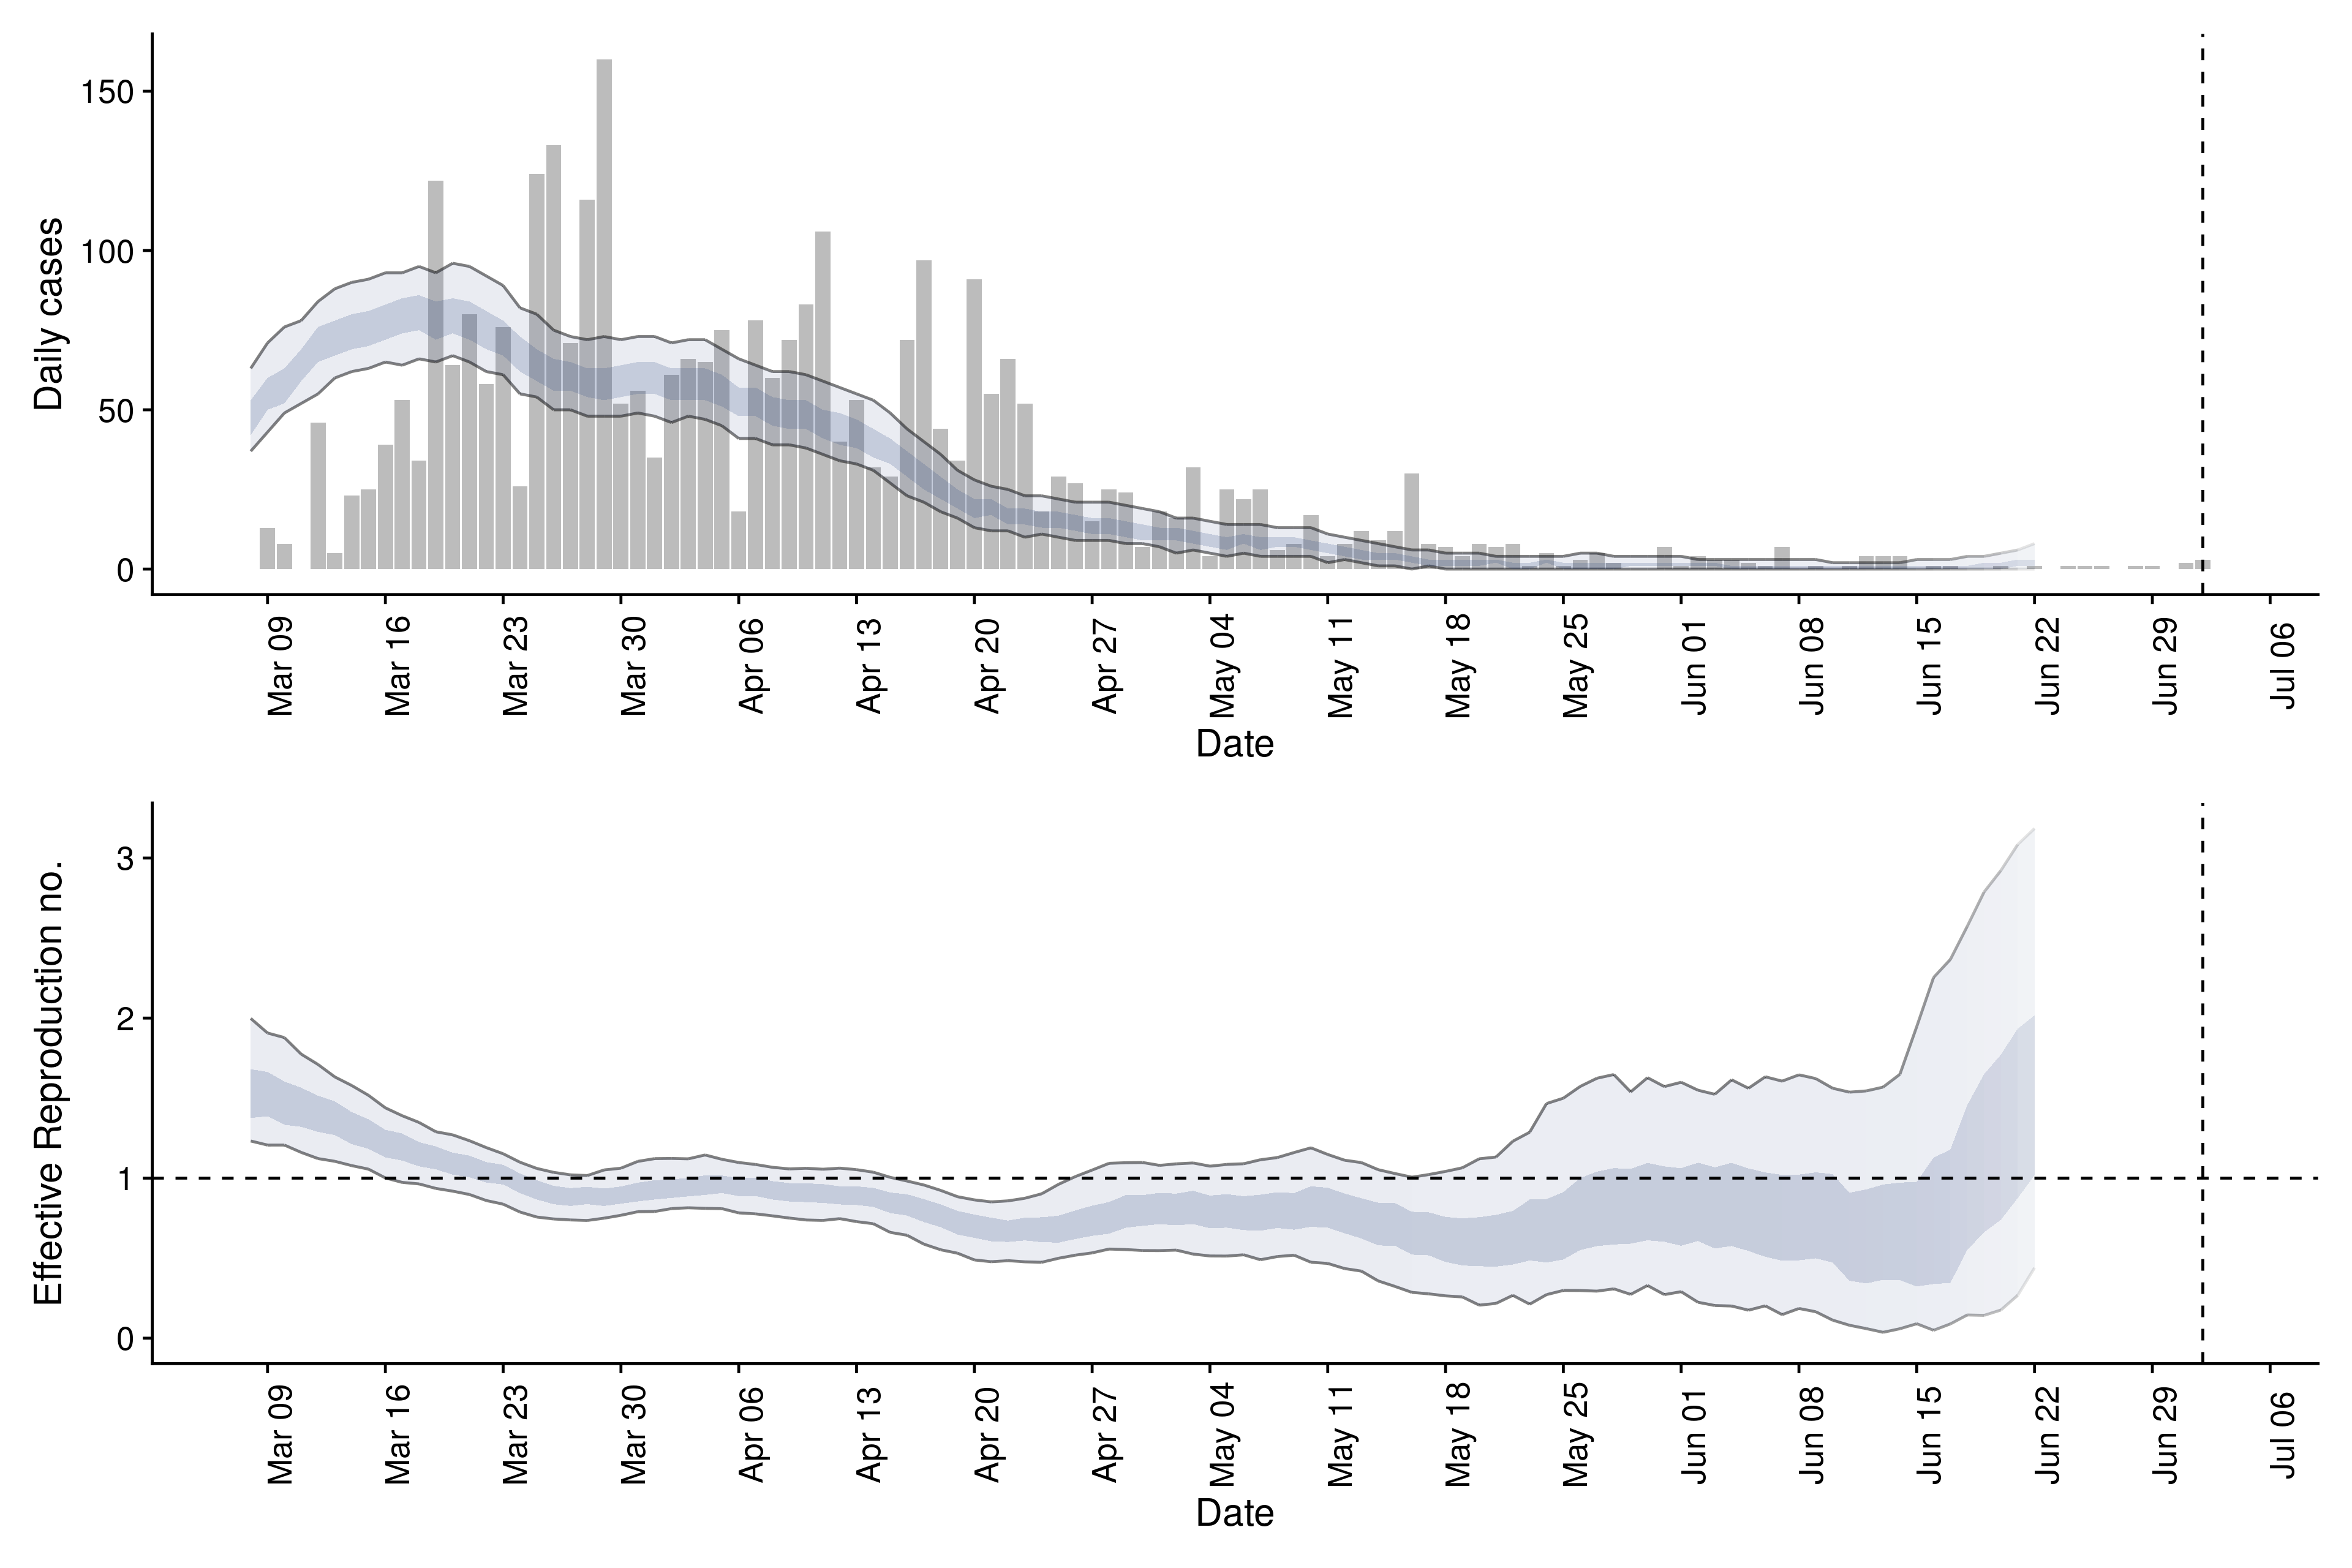 Daily cases
150
100
50
0
Mar 09 Mar 16 Mar 23 Mar 30 Apr 06 Apr 13 Apr 20 Apr 27 May 04 May 11 May 18 May 25 Jun 01 Jun 08 Jun 15 Jun 22 Jun 29 Jul 06
Date
Effective Reproduction no.
3
2
1
0
Mar 09 Mar 16 Mar 23 Mar 30 Apr 06 Apr 13 Apr 20 Apr 27 May 04 May 11 May 18 May 25 Jun 01 Jun 08 Jun 15 Jun 22 Jun 29 Jul 06
Date